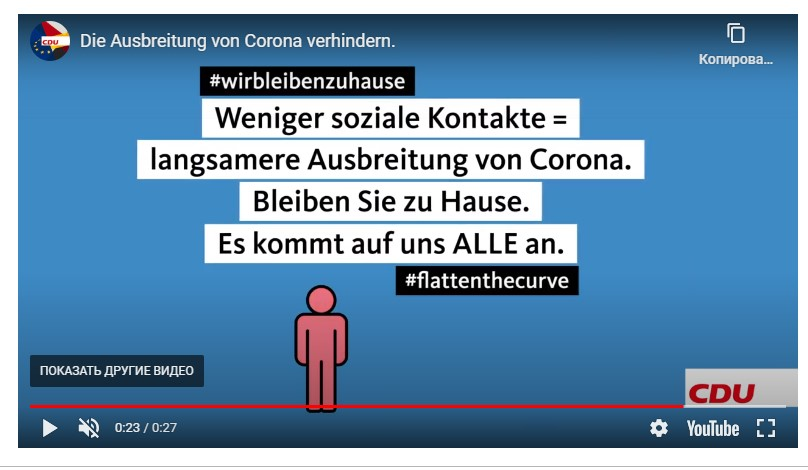 CDU
Die Ausbreitung von Corona verhindern.
Копирова...
#wirbleibenzuhause
Weniger soziale Kontakte =
langsamere Ausbreitung von Corona.
Bleiben Sie zu Hause.
Es kommt auf uns ALLE an.
#flattenthecurve
ПОКАЗАТЬ ДРУГИЕ ВИДЕО
CDU
0:23 / 0:27
YouTube